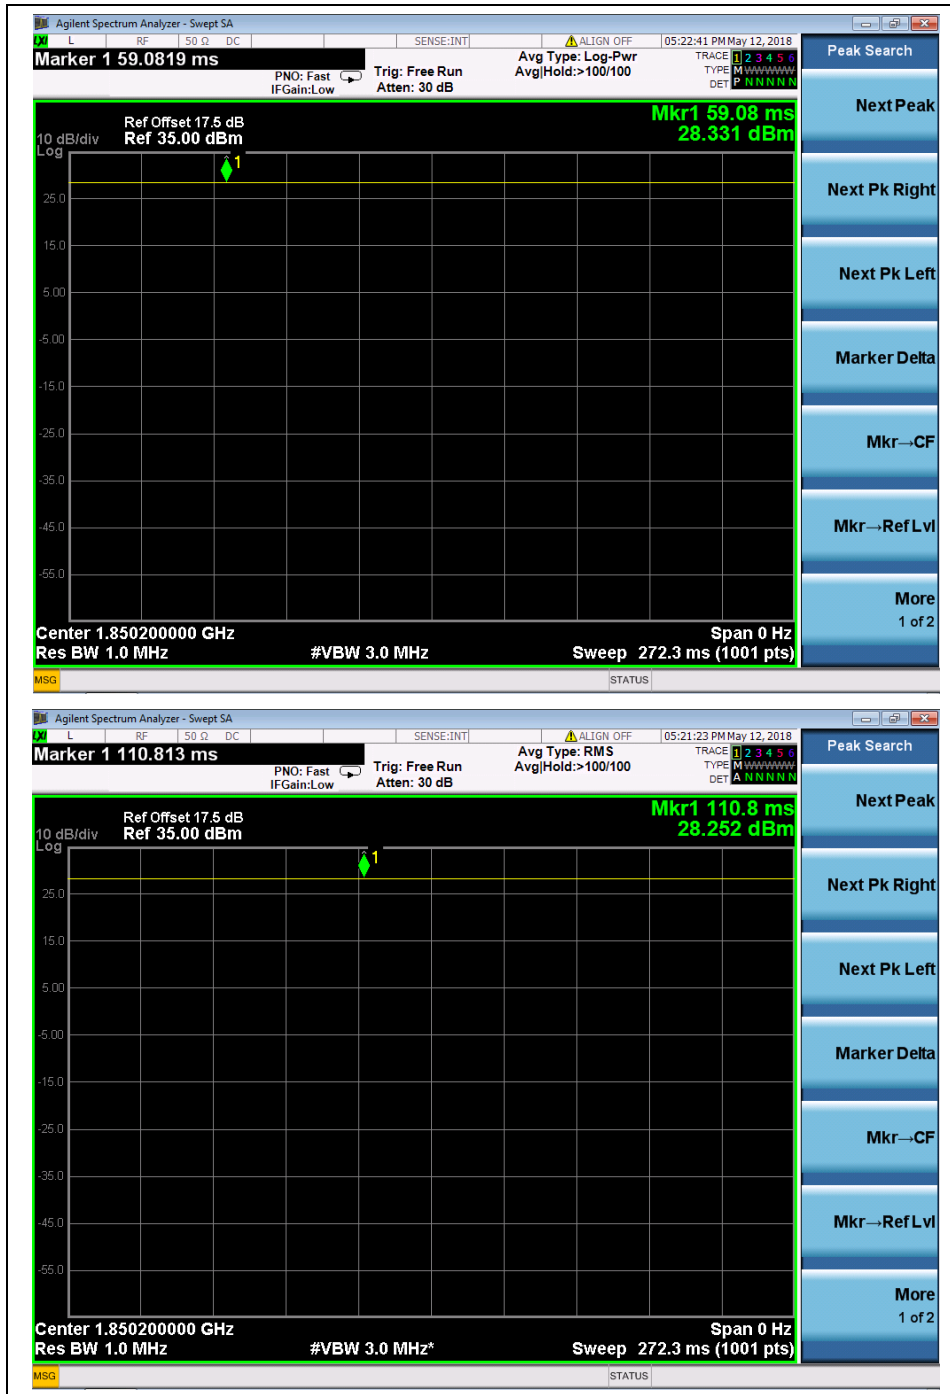 Agilent Spectrum Analyzer - Swept SA
LXI L RF 50 Ω DC SENSE:INT ALIGN OFF 05:22:41 PM May 12, 2018
Marker 1 59.0819 ms
PNO: Fast
IFGain:Low
Trig: Free Run
Atten: 30 dB
Avg Type: Log-Pwr
Avg|Hold:>100/100
TRACE 1 2 3 4 5 6
TYPE M WWWWW
DET P N N N N N
Peak Search
Mkr1 59.08 ms
28.331 dBm
Ref Offset 17.5 dB
10 dB/div Ref 35.00 dBm
Log
1
25.0
15.0
5.00
-5.00
-15.0
-25.0
-35.0
-45.0
-55.0
Center 1.850200000 GHz Span 0 Hz
Res BW 1.0 MHz #VBW 3.0 MHz Sweep 272.3 ms (1001 pts)
Next Peak
Next Pk Right
Next Pk Left
Marker Delta
Mkr→CF
Mkr→Ref Lvl
More
1 of 2
MSG STATUS
Agilent Spectrum Analyzer - Swept SA
LXI L RF 50 Ω DC SENSE:INT ALIGN OFF 05:21:23 PM May 12, 2018
Marker 1 110.813 ms
PNO: Fast
IFGain:Low
Trig: Free Run
Atten: 30 dB
Avg Type: RMS
Avg|Hold:>100/100
TRACE 1 2 3 4 5 6
TYPE M WWWWW
DET A N N N N N
Peak Search
Mkr1 110.8 ms
28.252 dBm
Ref Offset 17.5 dB
10 dB/div Ref 35.00 dBm
Log
1
25.0
15.0
5.00
-5.00
-15.0
-25.0
-35.0
-45.0
-55.0
Center 1.850200000 GHz Span 0 Hz
Res BW 1.0 MHz #VBW 3.0 MHz* Sweep 272.3 ms (1001 pts)
Next Peak
Next Pk Right
Next Pk Left
Marker Delta
Mkr→CF
Mkr→Ref Lvl
More
1 of 2
MSG STATUS